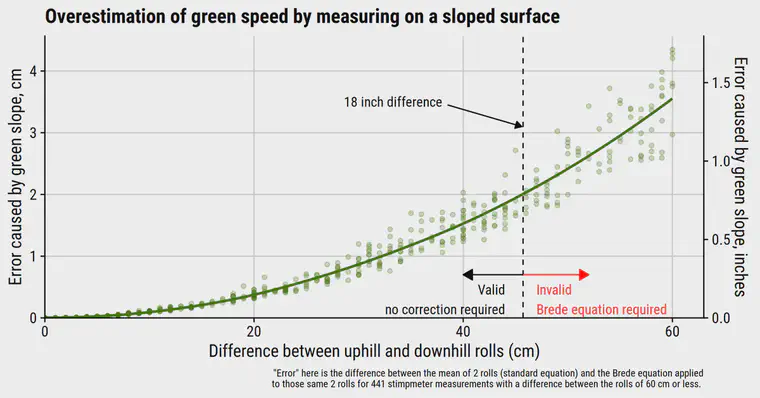 Overestimation of green speed by measuring on a sloped surface
Error caused by green slope, cm
4
3
2
1
0
18 inch difference
Valid
no correction required
Invalid
Brede equation required
Error caused by green slope, inches
1.5
1.0
0.5
0.0
0
20
40
60
Difference between uphill and downhill rolls (cm)
"Error" here is the difference between the mean of 2 rolls (standard equation) and the Brede equation applied
to those same 2 rolls for 441 stimpmeter measurements with a difference between the rolls of 60 cm or less.